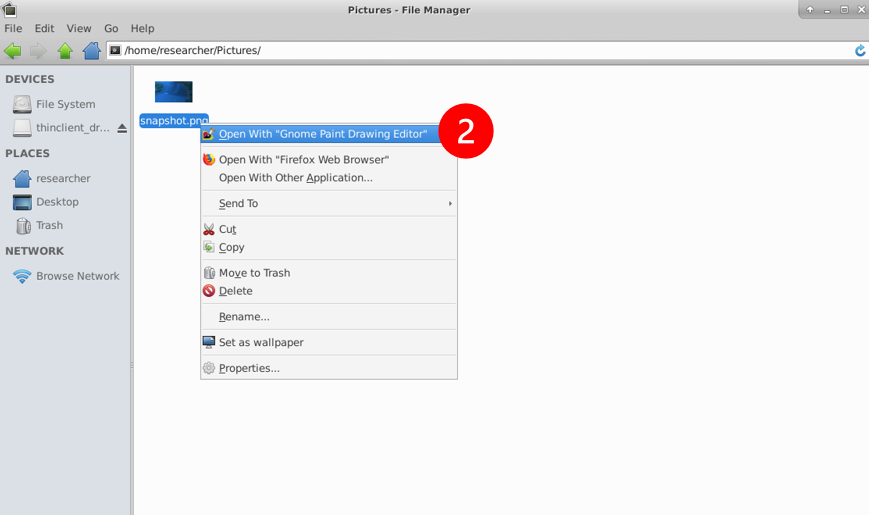 Pictures - File Manager
File Edit View Go Help
/home/researcher/Pictures/
DEVICES
File System
thinclient_dr...
PLACES
researcher
Desktop
Trash
NETWORK
Browse Network
snapshot.png
Open With "Gnome Paint Drawing Editor"
2
Open With "Firefox Web Browser"
Open With Other Application...
Send To
Cut
Copy
Move to Trash
Delete
Rename...
Set as wallpaper
Properties...